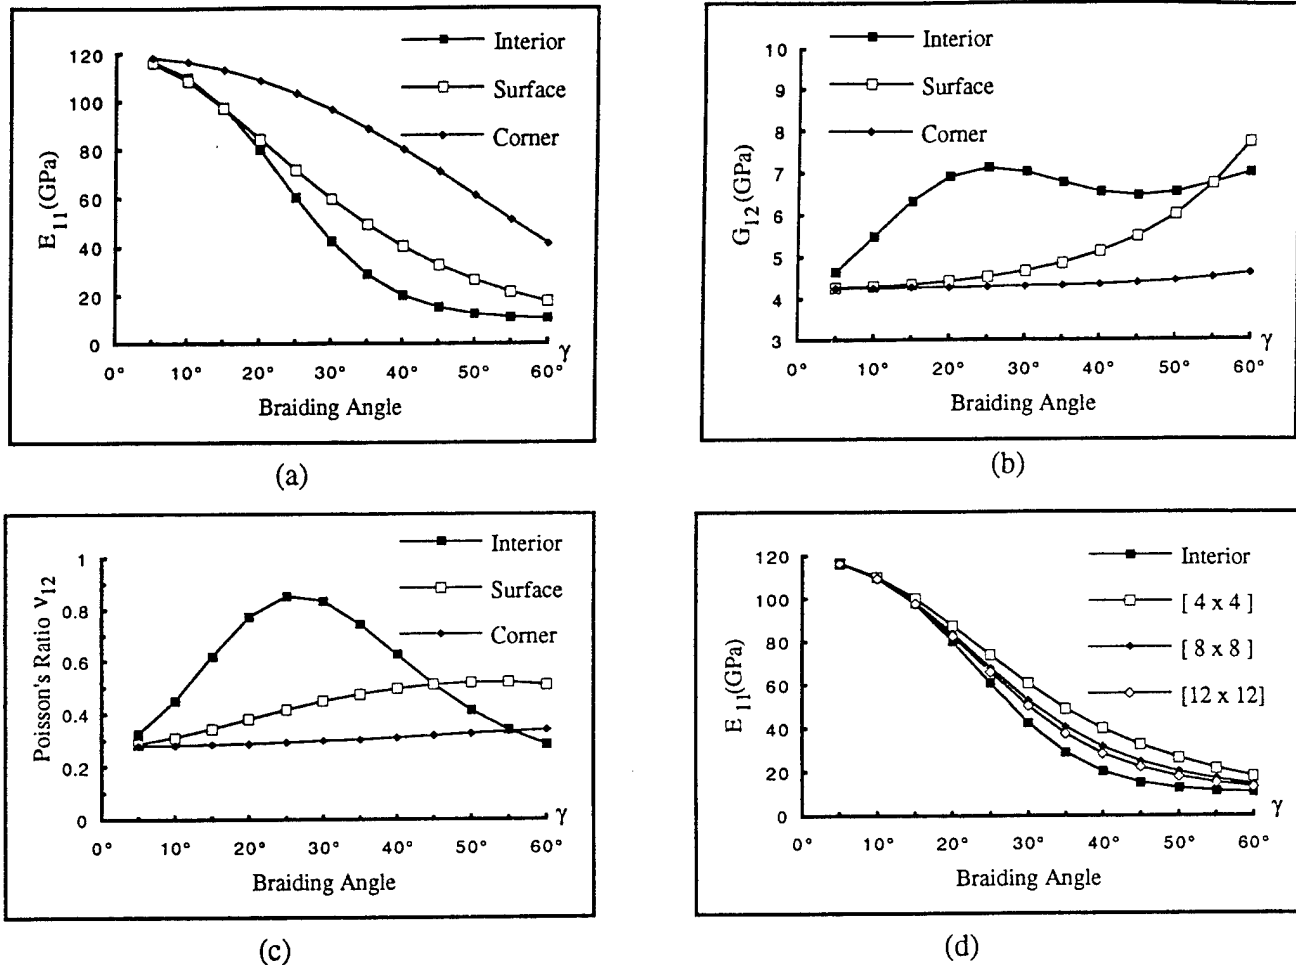 Interior
Surface
Corner
E11(GPa)
120
100
80
60
40
20
0
0° 10° 20° 30° 40° 50° 60°
γ
Braiding Angle
(a)
Interior
Surface
Corner
G12(GPa)
10
9
8
7
6
5
4
3
0° 10° 20° 30° 40° 50° 60°
γ
Braiding Angle
(b)
Interior
Surface
Corner
Poisson's Ratio ν12
1
0.8
0.6
0.4
0.2
0
0° 10° 20° 30° 40° 50° 60°
γ
Braiding Angle
(c)
Interior
[ 4 x 4 ]
[ 8 x 8 ]
[12 x 12]
E11(GPa)
120
100
80
60
40
20
0
0° 10° 20° 30° 40° 50° 60°
γ
Braiding Angle
(d)